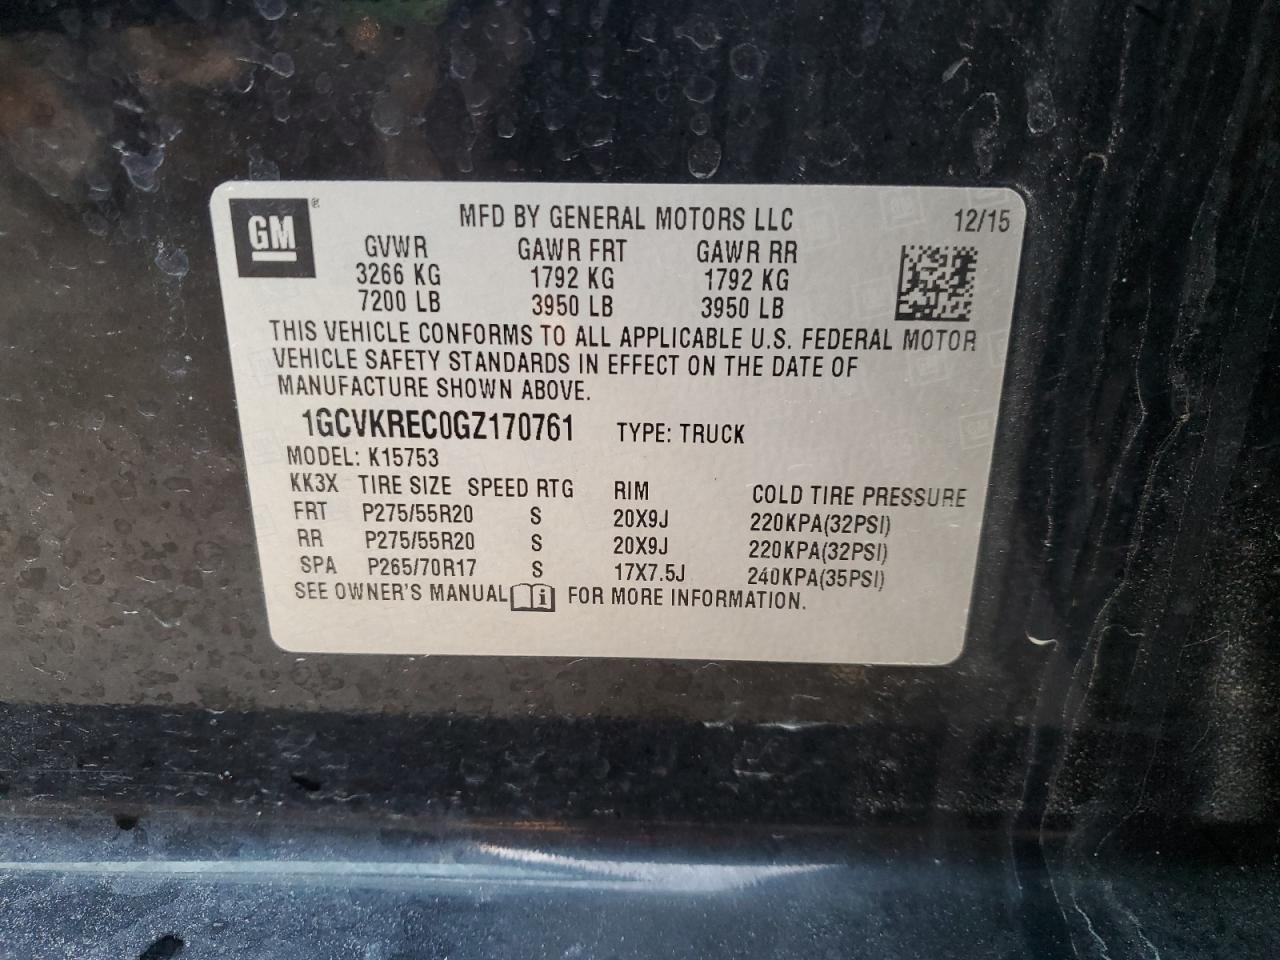 GM ® MFD BY GENERAL MOTORS LLC 12/15
GVWR GAWR FRT GAWR RR
3266 KG 1792 KG 1792 KG
7200 LB 3950 LB 3950 LB
THIS VEHICLE CONFORMS TO ALL APPLICABLE U.S. FEDERAL MOTOR
VEHICLE SAFETY STANDARDS IN EFFECT ON THE DATE OF
MANUFACTURE SHOWN ABOVE.
1GCVKREC0GZ170761 TYPE: TRUCK
MODEL: K15753
KK3X TIRE SIZE SPEED RTG RIM COLD TIRE PRESSURE
FRT P275/55R20 S 20X9J 220KPA(32PSI)
RR P275/55R20 S 20X9J 220KPA(32PSI)
SPA P265/70R17 S 17X7.5J 240KPA(35PSI)
SEE OWNER'S MANUAL i FOR MORE INFORMATION.